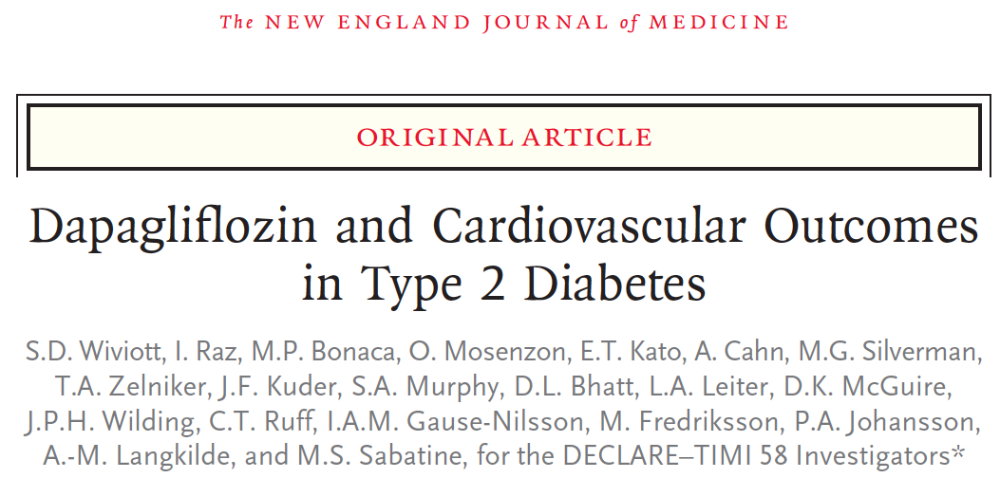 The NEW ENGLAND JOURNAL of MEDICINE
ORIGINAL ARTICLE
Dapagliflozin and Cardiovascular Outcomes
in Type 2 Diabetes
S.D. Wiviott, I. Raz, M.P. Bonaca, O. Mosenzon, E.T. Kato, A. Cahn, M.G. Silverman,
T.A. Zelniker, J.F. Kuder, S.A. Murphy, D.L. Bhatt, L.A. Leiter, D.K. McGuire,
J.P.H. Wilding, C.T. Ruff, I.A.M. Gause-Nilsson, M. Fredriksson, P.A. Johansson,
A.-M. Langkilde, and M.S. Sabatine, for the DECLARE–TIMI 58 Investigators*